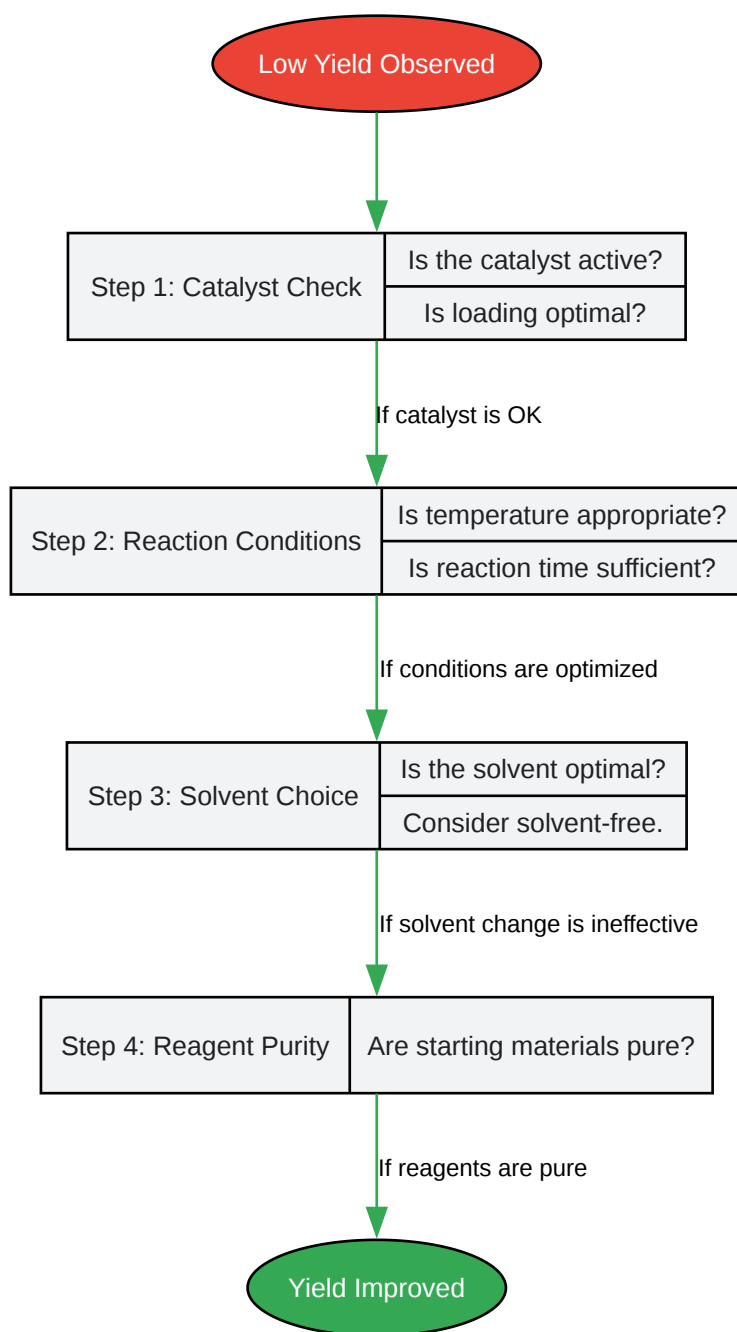 Low Yield Observed
Step 1: Catalyst Check
Is the catalyst active?
Is loading optimal?
If catalyst is OK
Step 2: Reaction Conditions
Is temperature appropriate?
Is reaction time sufficient?
If conditions are optimized
Step 3: Solvent Choice
Is the solvent optimal?
Consider solvent-free.
If solvent change is ineffective
Step 4: Reagent Purity
Are starting materials pure?
If reagents are pure
Yield Improved